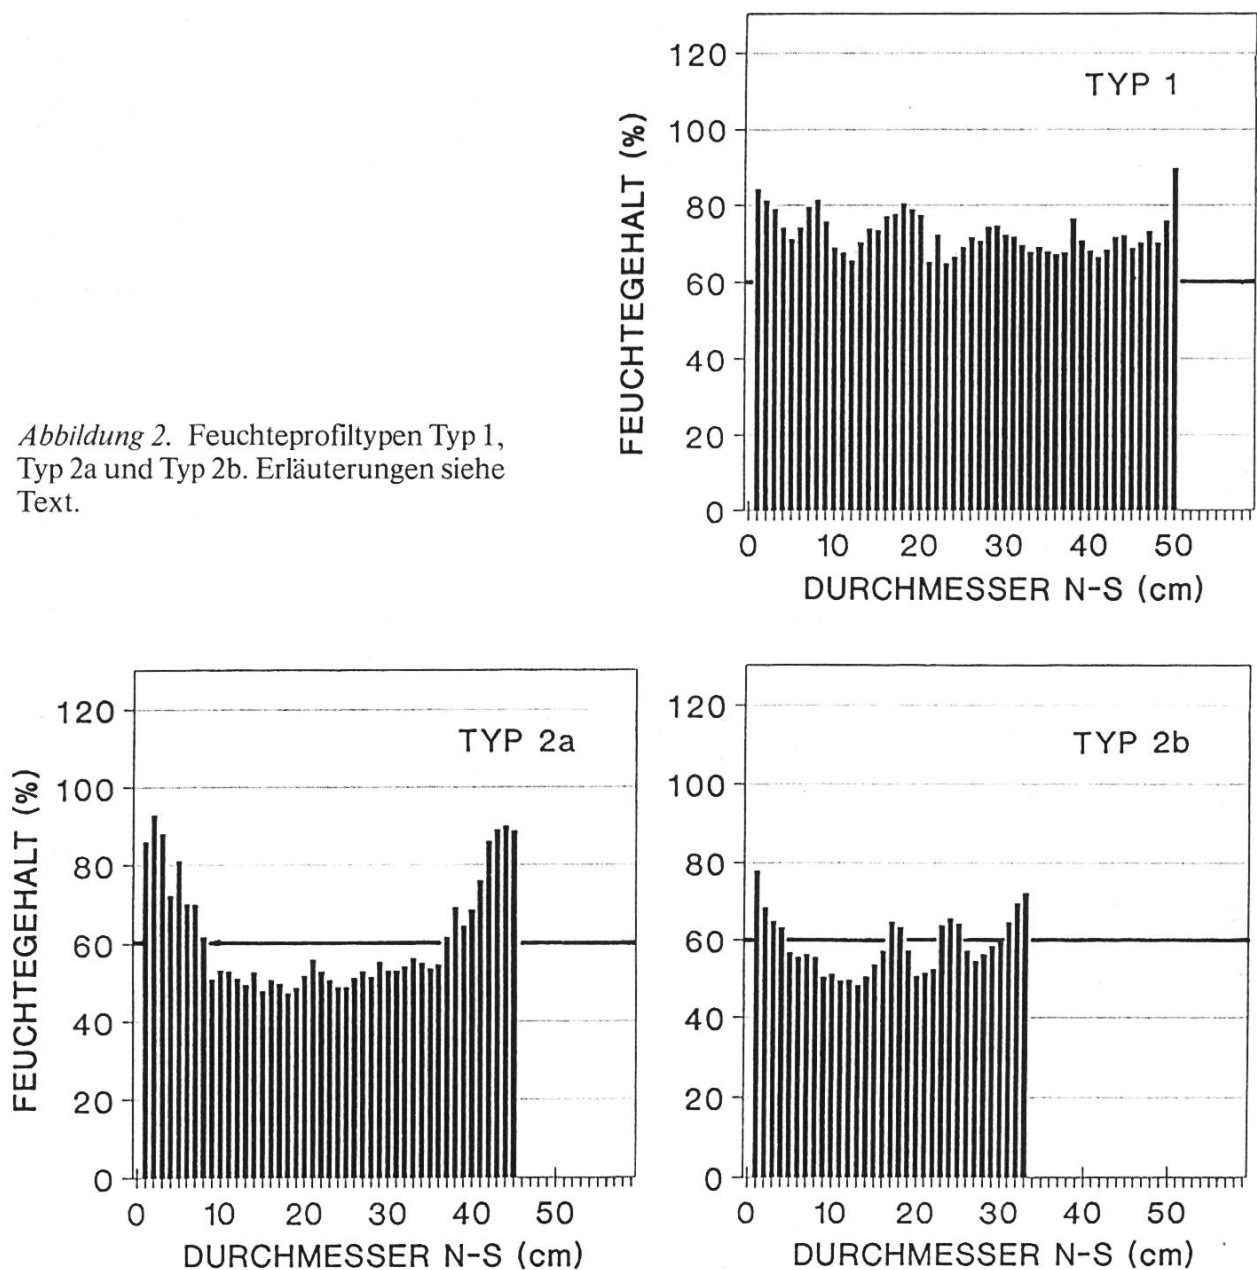 120
TYP 1
100
80
60
40
20
0
FEUCHTEGEHALT (%)
0 10 20 30 40 50
DURCHMESSER N-S (cm)
Abbildung 2. Feuchteprofiltypen Typ 1,
Typ 2a und Typ 2b. Erläuterungen siehe
Text.
120
TYP 2a
100
80
60
40
20
0
FEUCHTEGEHALT (%)
0 10 20 30 40 50
DURCHMESSER N-S (cm)
120
TYP 2b
100
80
60
40
20
0
0 10 20 30 40 50
DURCHMESSER N-S (cm)